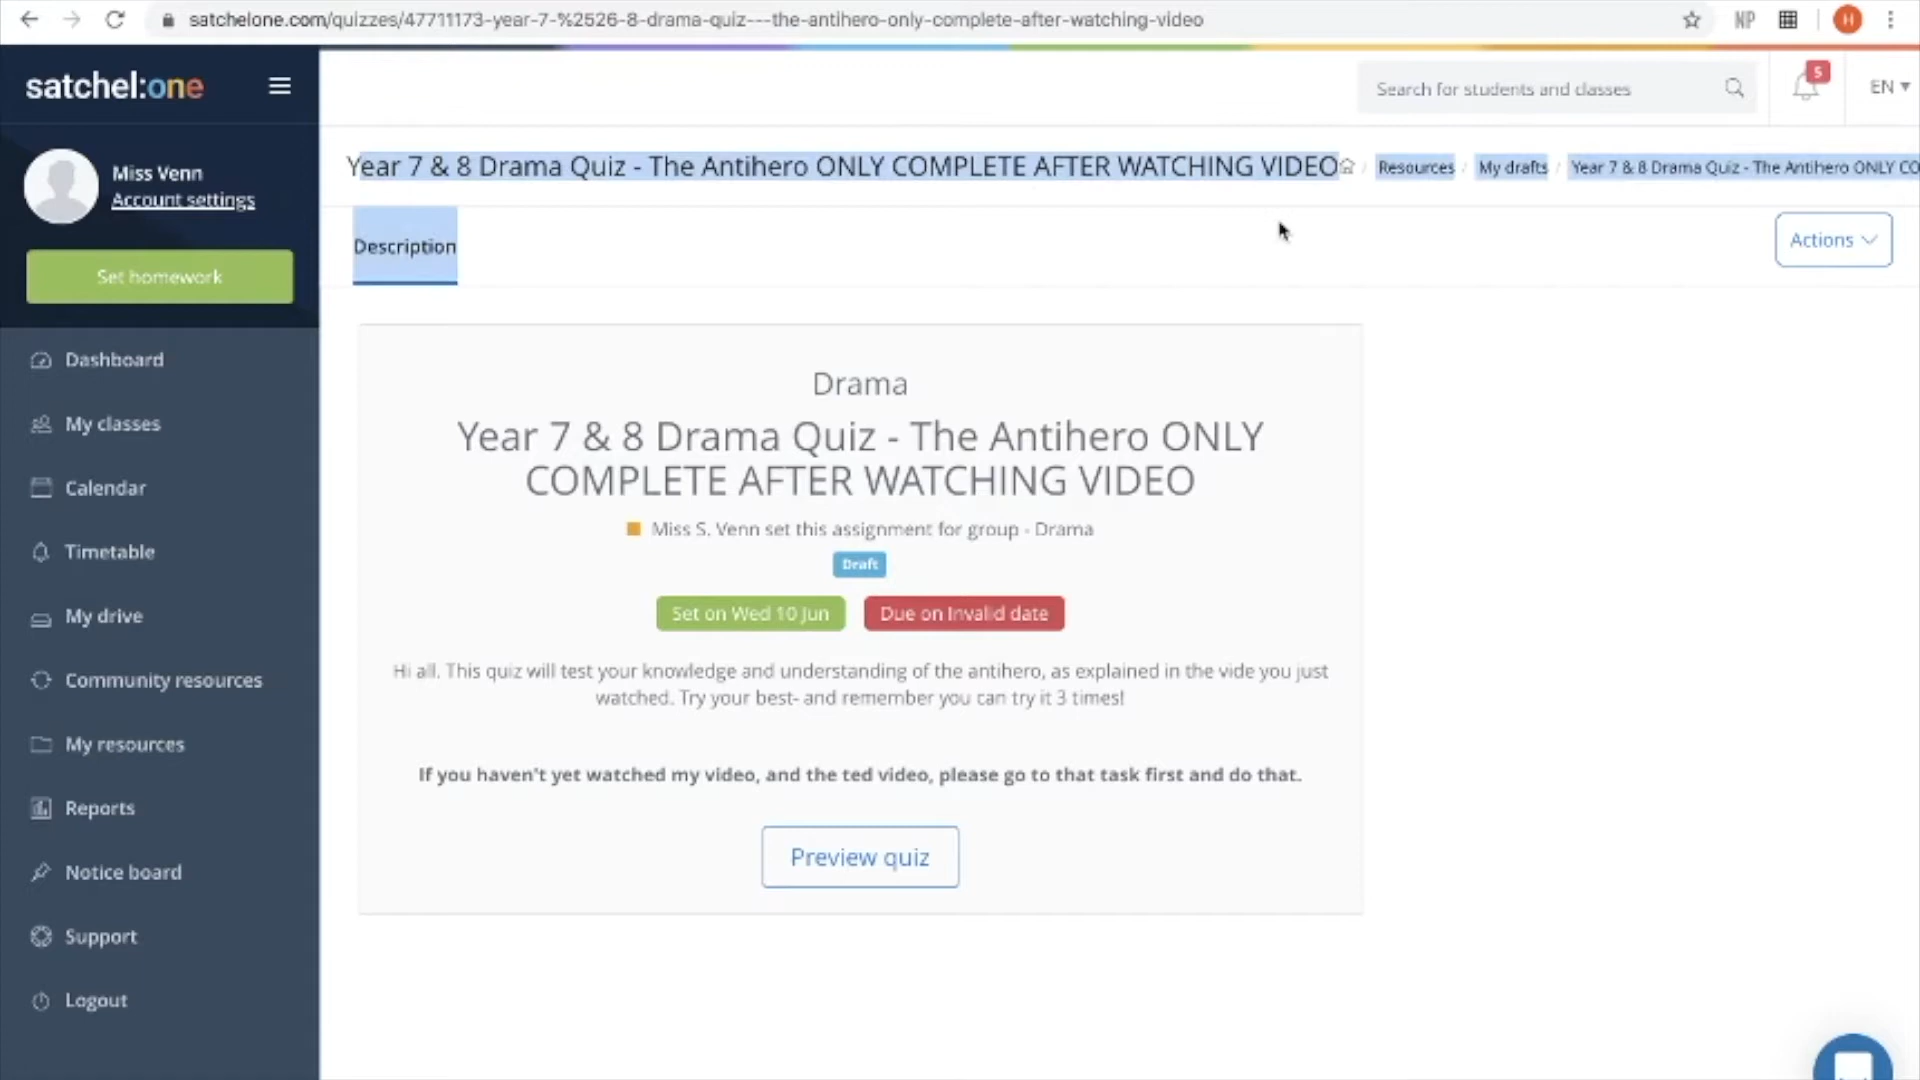 satchelone.com/quizzes/47711173-year-7-%2526-8-drama-quiz---the-antihero-only-complete-after-watching-video
NP
H
satchel:one
Search for students and classes
5
EN
Miss Venn
Account settings
Set homework
Year 7 & 8 Drama Quiz - The Antihero ONLY COMPLETE AFTER WATCHING VIDEO
/ Resources / My drafts / Year 7 & 8 Drama Quiz - The Antihero ONLY CO
Description
Actions
Dashboard
My classes
Calendar
Timetable
My drive
Community resources
My resources
Reports
Notice board
Support
Logout
Drama
Year 7 & 8 Drama Quiz - The Antihero ONLY
COMPLETE AFTER WATCHING VIDEO
Miss S. Venn set this assignment for group - Drama
Draft
Set on Wed 10 Jun
Due on Invalid date
Hi all. This quiz will test your knowledge and understanding of the antihero, as explained in the vide you just
watched. Try your best- and remember you can try it 3 times!
If you haven't yet watched my video, and the ted video, please go to that task first and do that.
Preview quiz